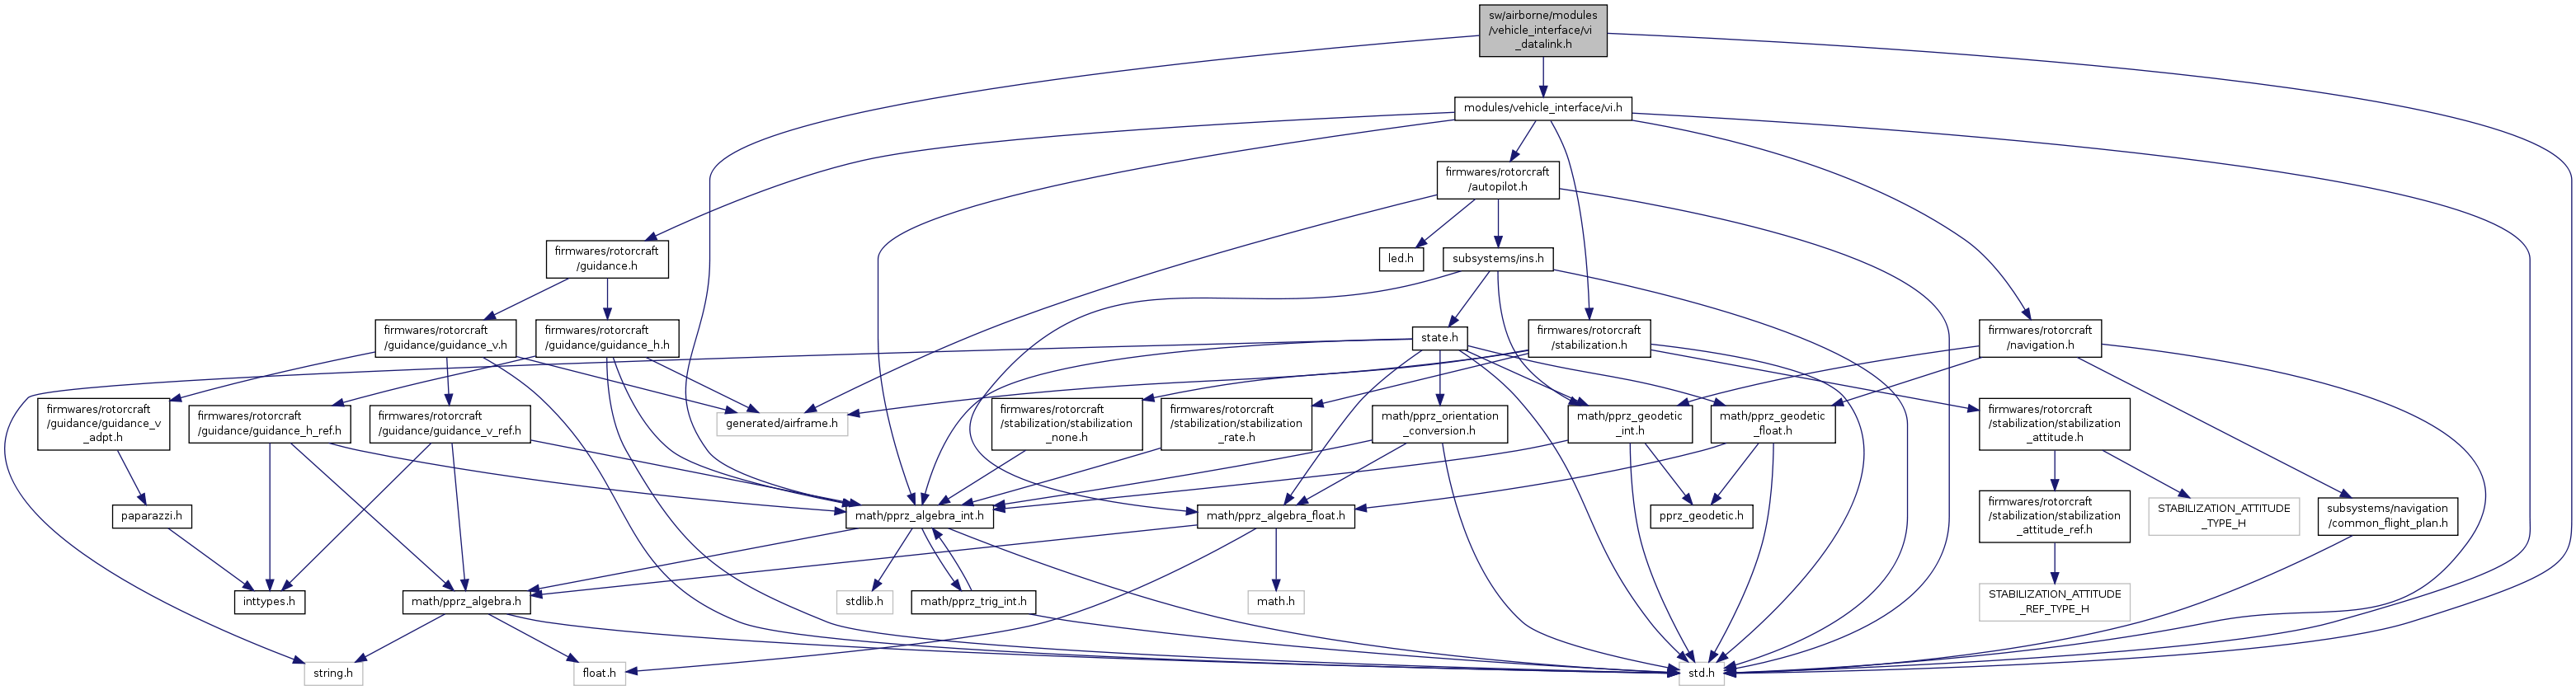 sw/airborne/modules
/vehicle_interface/vi
_datalink.h
modules/vehicle_interface/vi.h
firmwares/rotorcraft
/autopilot.h
firmwares/rotorcraft
/guidance.h
led.h
subsystems/ins.h
firmwares/rotorcraft
/guidance/guidance_v.h
firmwares/rotorcraft
/guidance/guidance_h.h
state.h
firmwares/rotorcraft
/stabilization.h
firmwares/rotorcraft
/navigation.h
firmwares/rotorcraft
/guidance/guidance_v
_adpt.h
firmwares/rotorcraft
/guidance/guidance_h_ref.h
firmwares/rotorcraft
/guidance/guidance_v_ref.h
generated/airframe.h
firmwares/rotorcraft
/stabilization/stabilization
_none.h
firmwares/rotorcraft
/stabilization/stabilization
_rate.h
math/pprz_orientation
_conversion.h
math/pprz_geodetic
_int.h
math/pprz_geodetic
_float.h
firmwares/rotorcraft
/stabilization/stabilization
_attitude.h
paparazzi.h
math/pprz_algebra_int.h
math/pprz_algebra_float.h
pprz_geodetic.h
firmwares/rotorcraft
/stabilization/stabilization
_attitude_ref.h
STABILIZATION_ATTITUDE
_TYPE_H
subsystems/navigation
/common_flight_plan.h
inttypes.h
math/pprz_algebra.h
stdlib.h
math/pprz_trig_int.h
math.h
STABILIZATION_ATTITUDE
_REF_TYPE_H
string.h
float.h
std.h